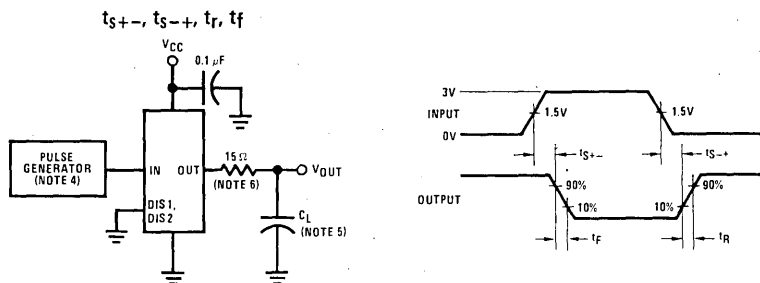 tS+−, tS−+, tr, tf
VCC
0.1 μF
PULSE
GENERATOR
(NOTE 4)
IN
OUT
DIS1,
DIS2
15 Ω
(NOTE 6)
VOUT
CL
(NOTE 5)
3V
INPUT
0V
1.5V
1.5V
tS+−
tS−+
OUTPUT
90%
10%
10%
90%
tF
tR